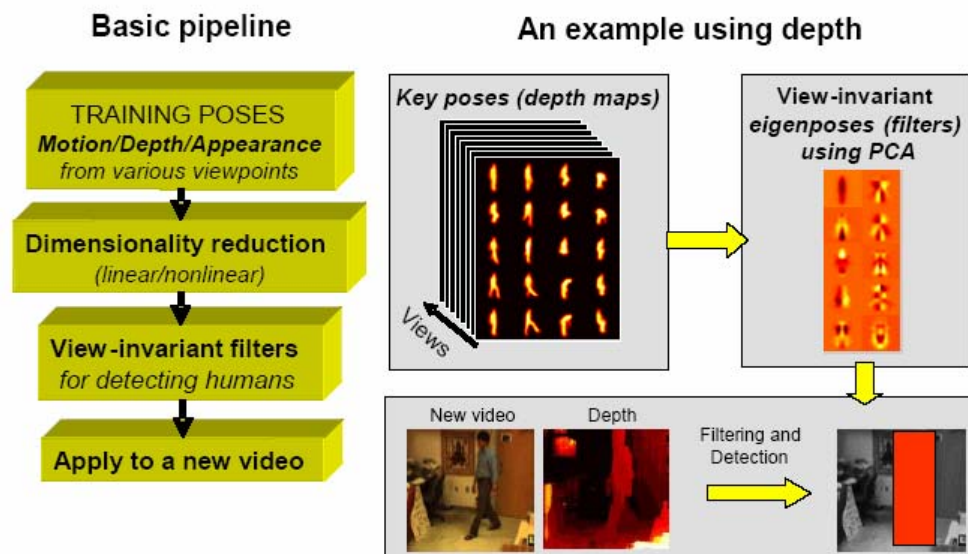 Basic pipeline
TRAINING POSES
Motion/Depth/Appearance
from various viewpoints
Dimensionality reduction
(linear/nonlinear)
View-invariant filters
for detecting humans
Apply to a new video
An example using depth
Key poses (depth maps)
Views
View-invariant
eigenposes (filters)
using PCA
New video
Depth
Filtering and
Detection